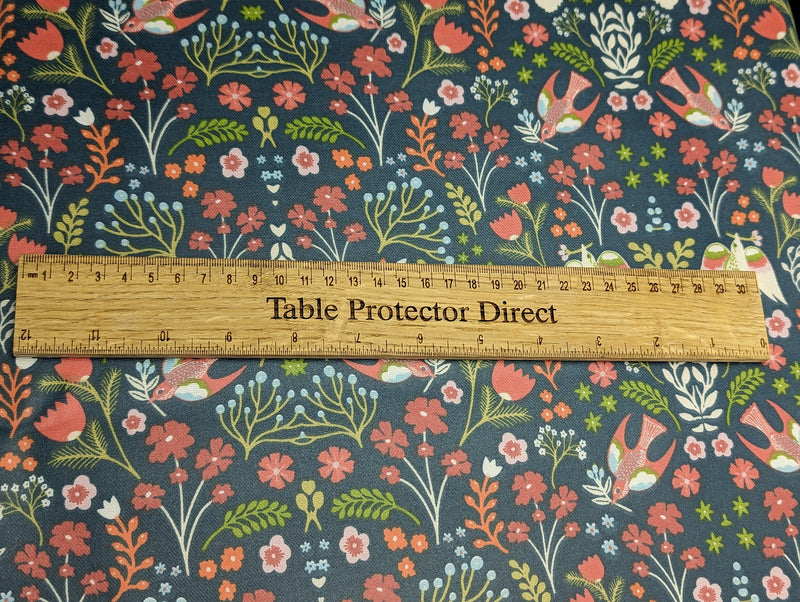 mm 1 2 3 4 5 6 7 8 9 10 11 12 13 14 15 16 17 18 19 20 21 22 23 24 25 26 27 28 29 30
Table Protector Direct
12 11 10 9 8 7 6 5 4 3 2 1 0